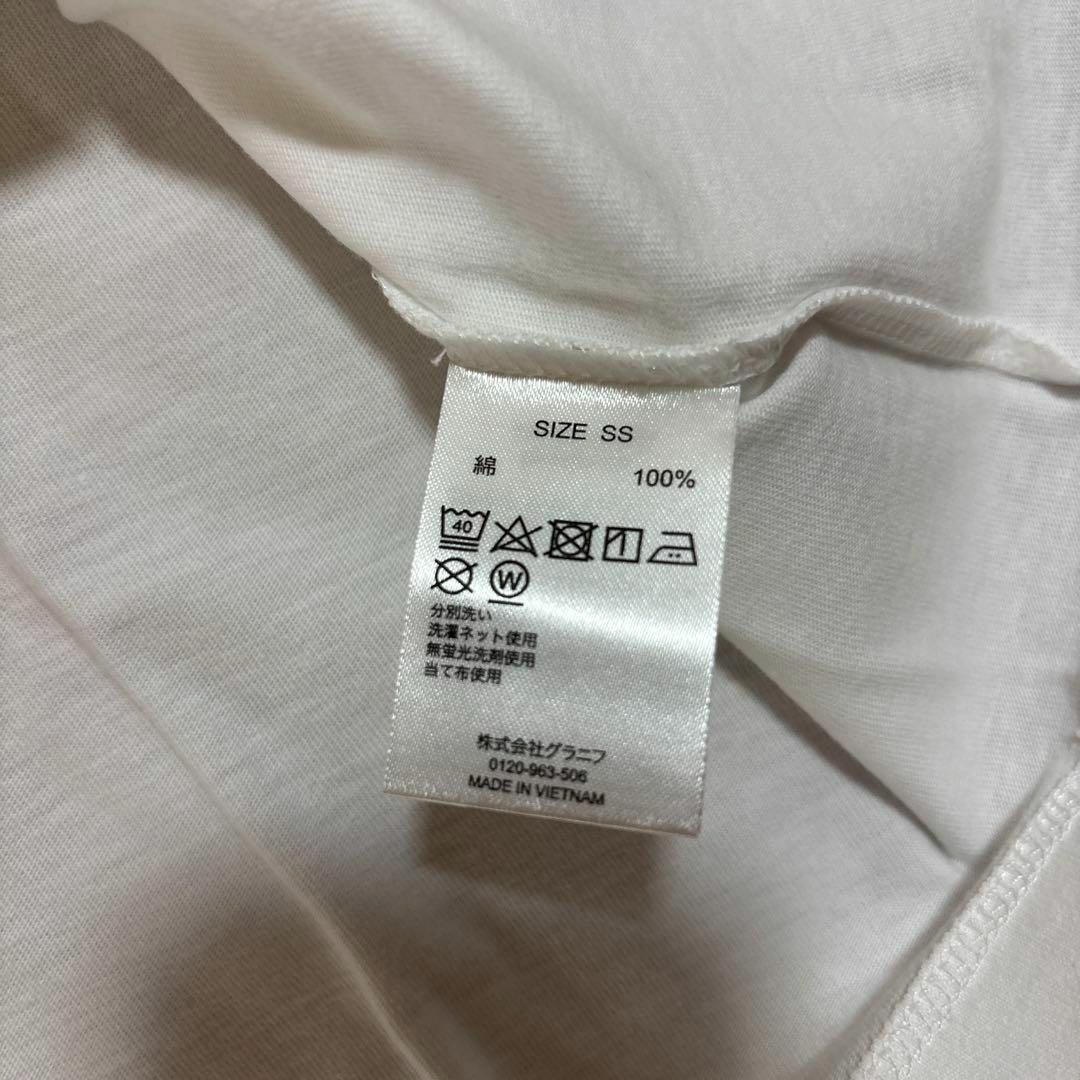 SIZE SS
綿 100%
40
W
分別洗い
洗濯ネット使用
無蛍光洗剤使用
当て布使用
株式会社グラニフ
0120-963-506
MADE IN VIETNAM